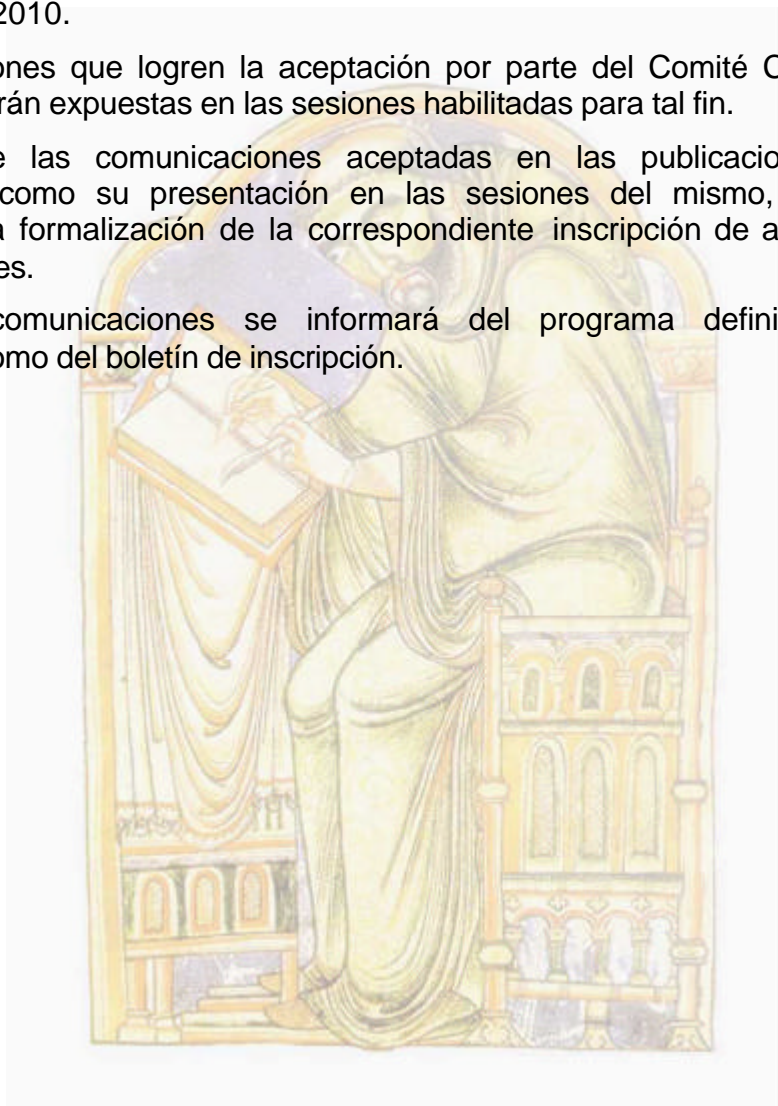 2010.
ones que logren la aceptación por parte del Comité C
rán expuestas en las sesiones habilitadas para tal fin.
e las comunicaciones aceptadas en las publicacio
como su presentación en las sesiones del mismo,
a formalización de la correspondiente inscripción de a
es.
comunicaciones se informará del programa defini
omo del boletín de inscripción.